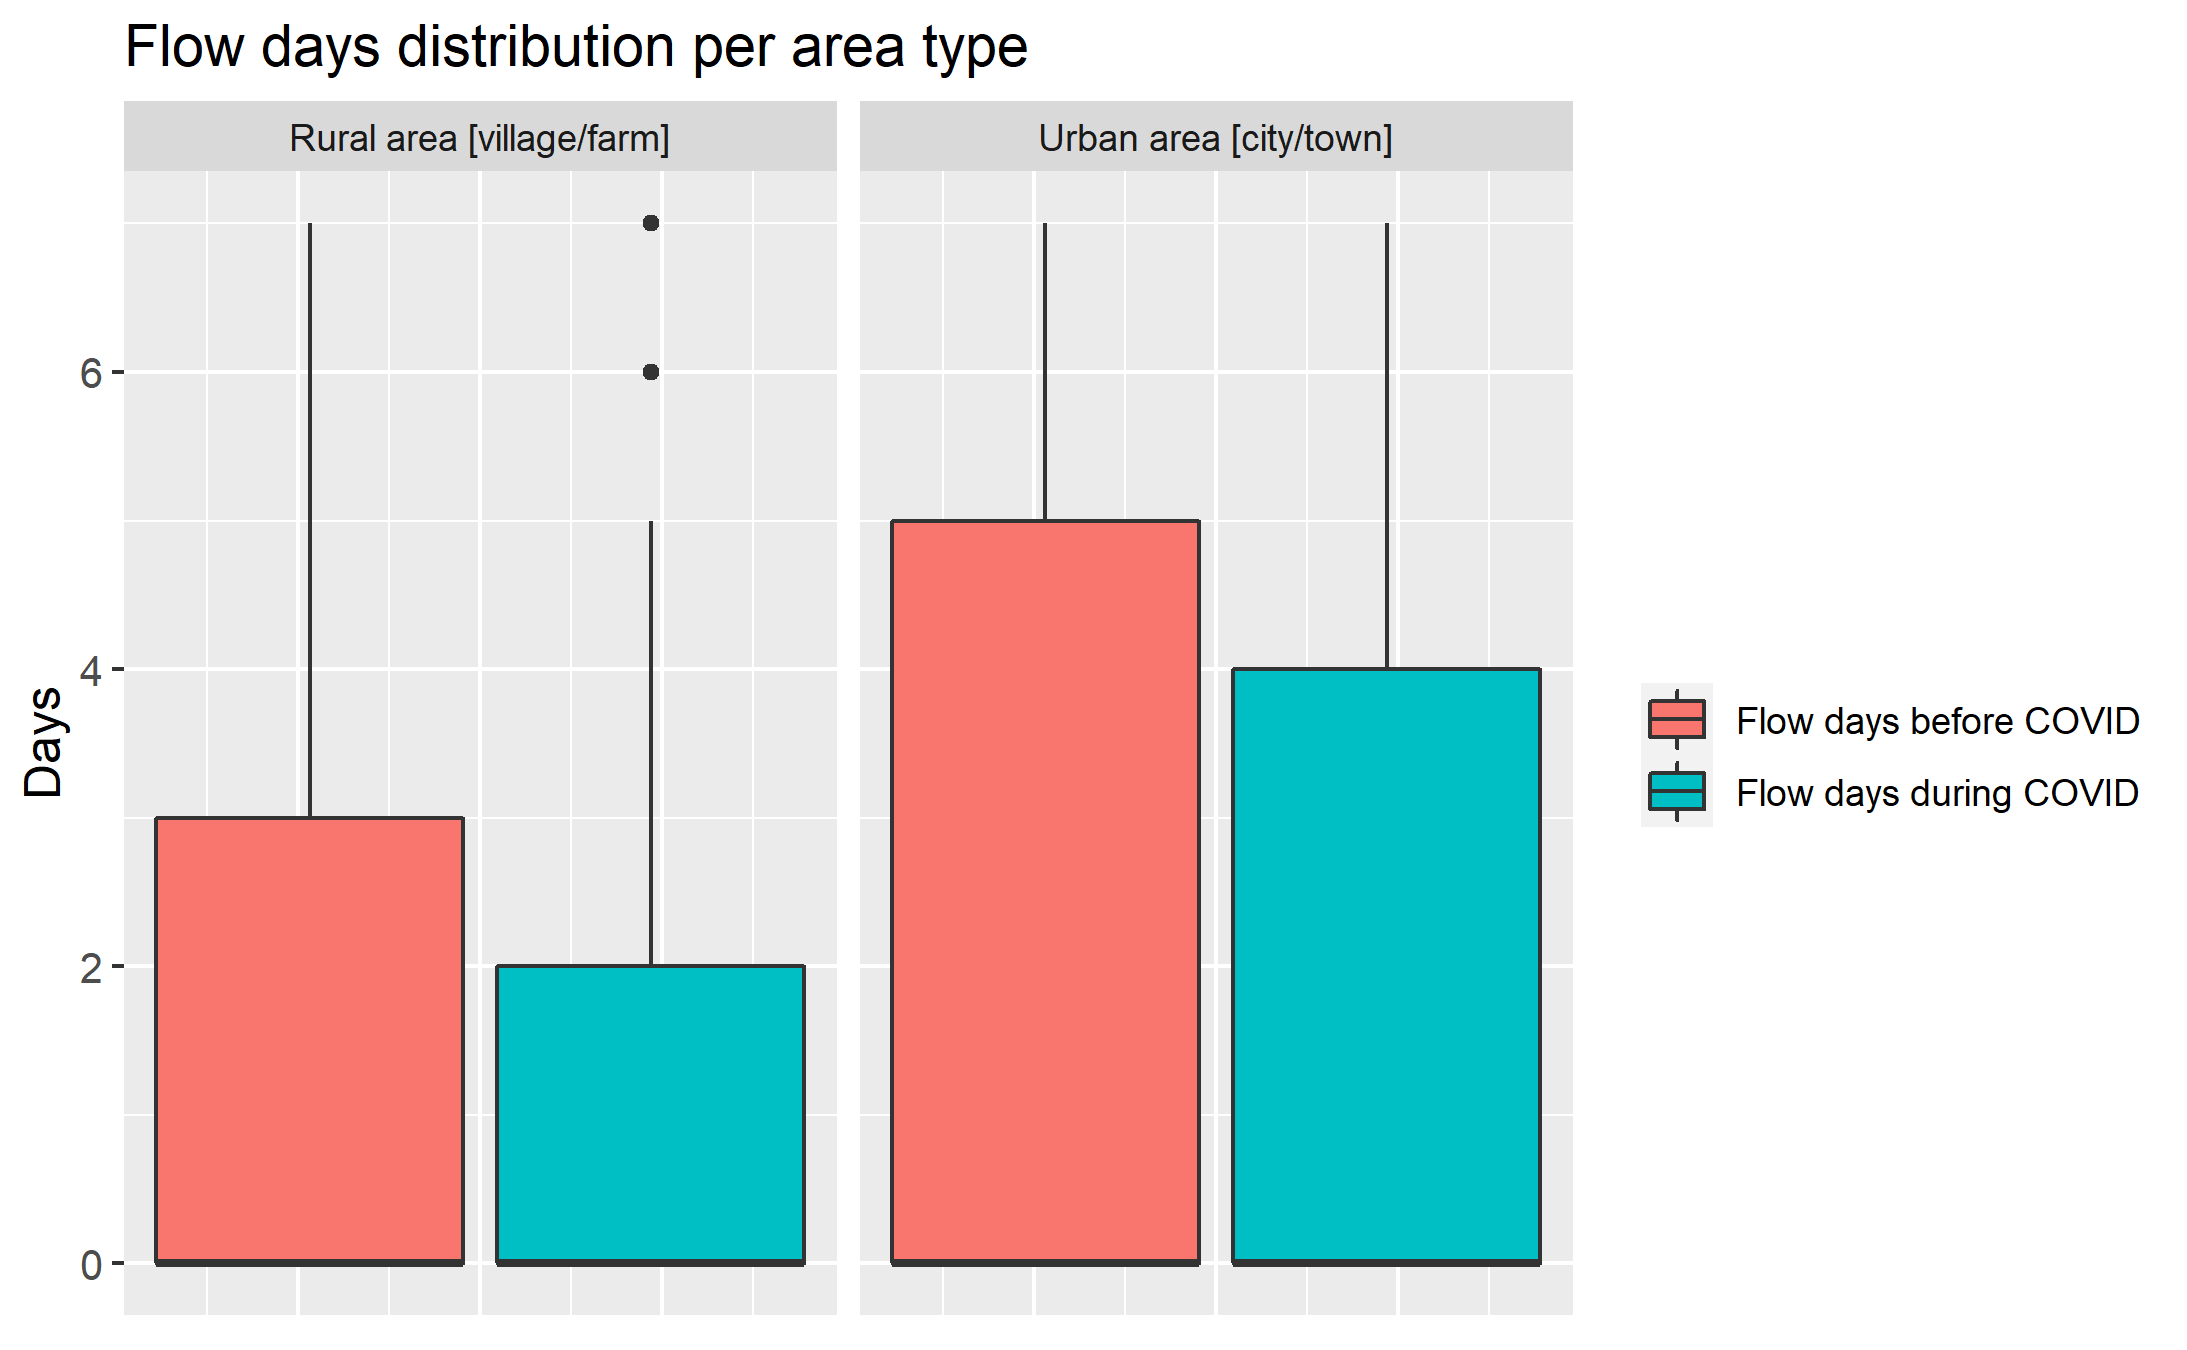 Flow days distribution per area type
Rural area [village/farm]
Urban area [city/town]
6
4
2
0
Days
Flow days before COVID
Flow days during COVID